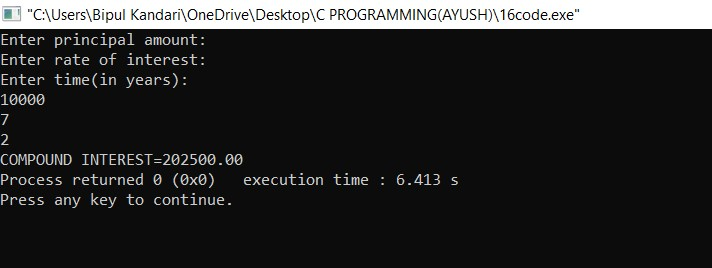 "C:\Users\Bipul Kandari\OneDrive\Desktop\C PROGRAMMING(AYUSH)\16code.exe"
Enter principal amount:
Enter rate of interest:
Enter time(in years):
10000
7
2
COMPOUND INTEREST=202500.00
Process returned 0 (0x0)   execution time : 6.413 s
Press any key to continue.